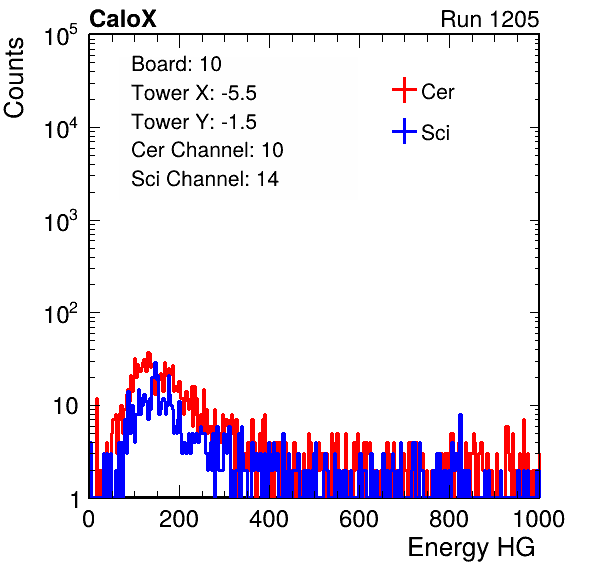 CaloX Run 1205
Counts
10^5
10^4
10^3
10^2
10
1
Board: 10
Tower X: -5.5
Tower Y: -1.5
Cer Channel: 10
Sci Channel: 14
Cer
Sci
0 200 400 600 800 1000
Energy HG